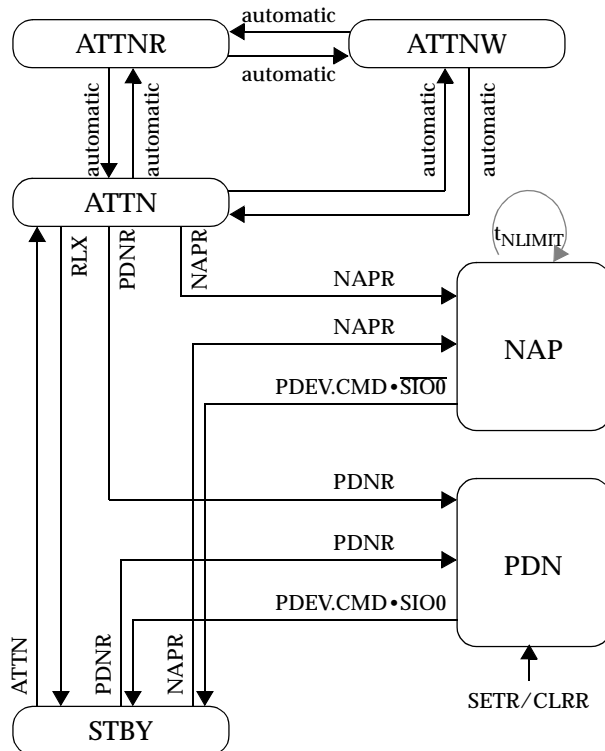 automatic
ATTNR
ATTNW
automatic
automatic
automatic
automatic
automatic
ATTN
RLX
PDNR
NAPR
tNLIMIT
NAPR
NAPR
NAP
PDEV.CMD•S̅I̅O̅0̅
PDNR
PDNR
PDN
PDEV.CMD•SIO0
ATTN
PDNR
NAPR
SETR/CLRR
STBY